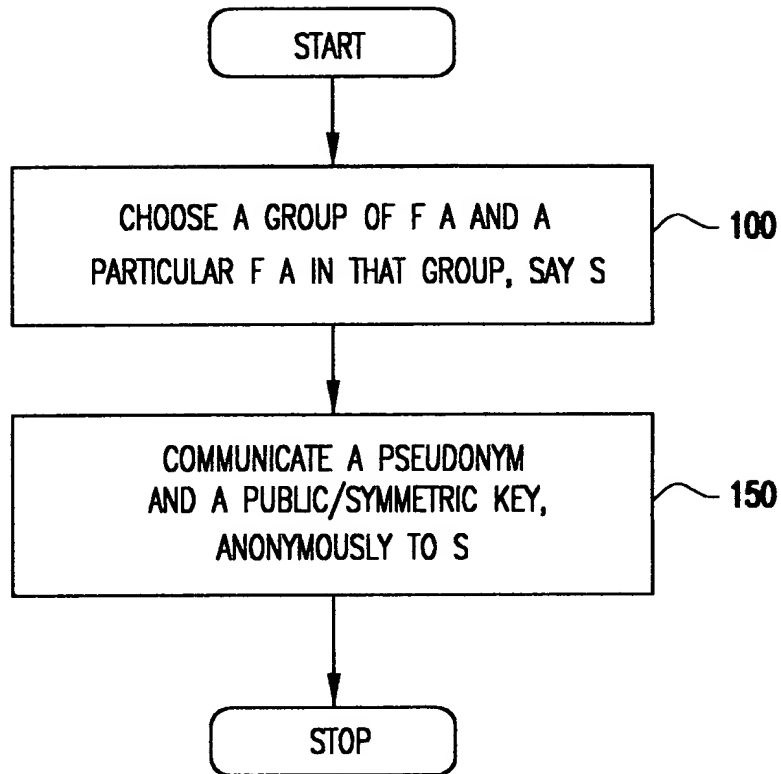 START
CHOOSE A GROUP OF F A AND A
PARTICULAR F A IN THAT GROUP, SAY S
100
COMMUNICATE A PSEUDONYM
AND A PUBLIC/SYMMETRIC KEY,
ANONYMOUSLY TO S
150
STOP